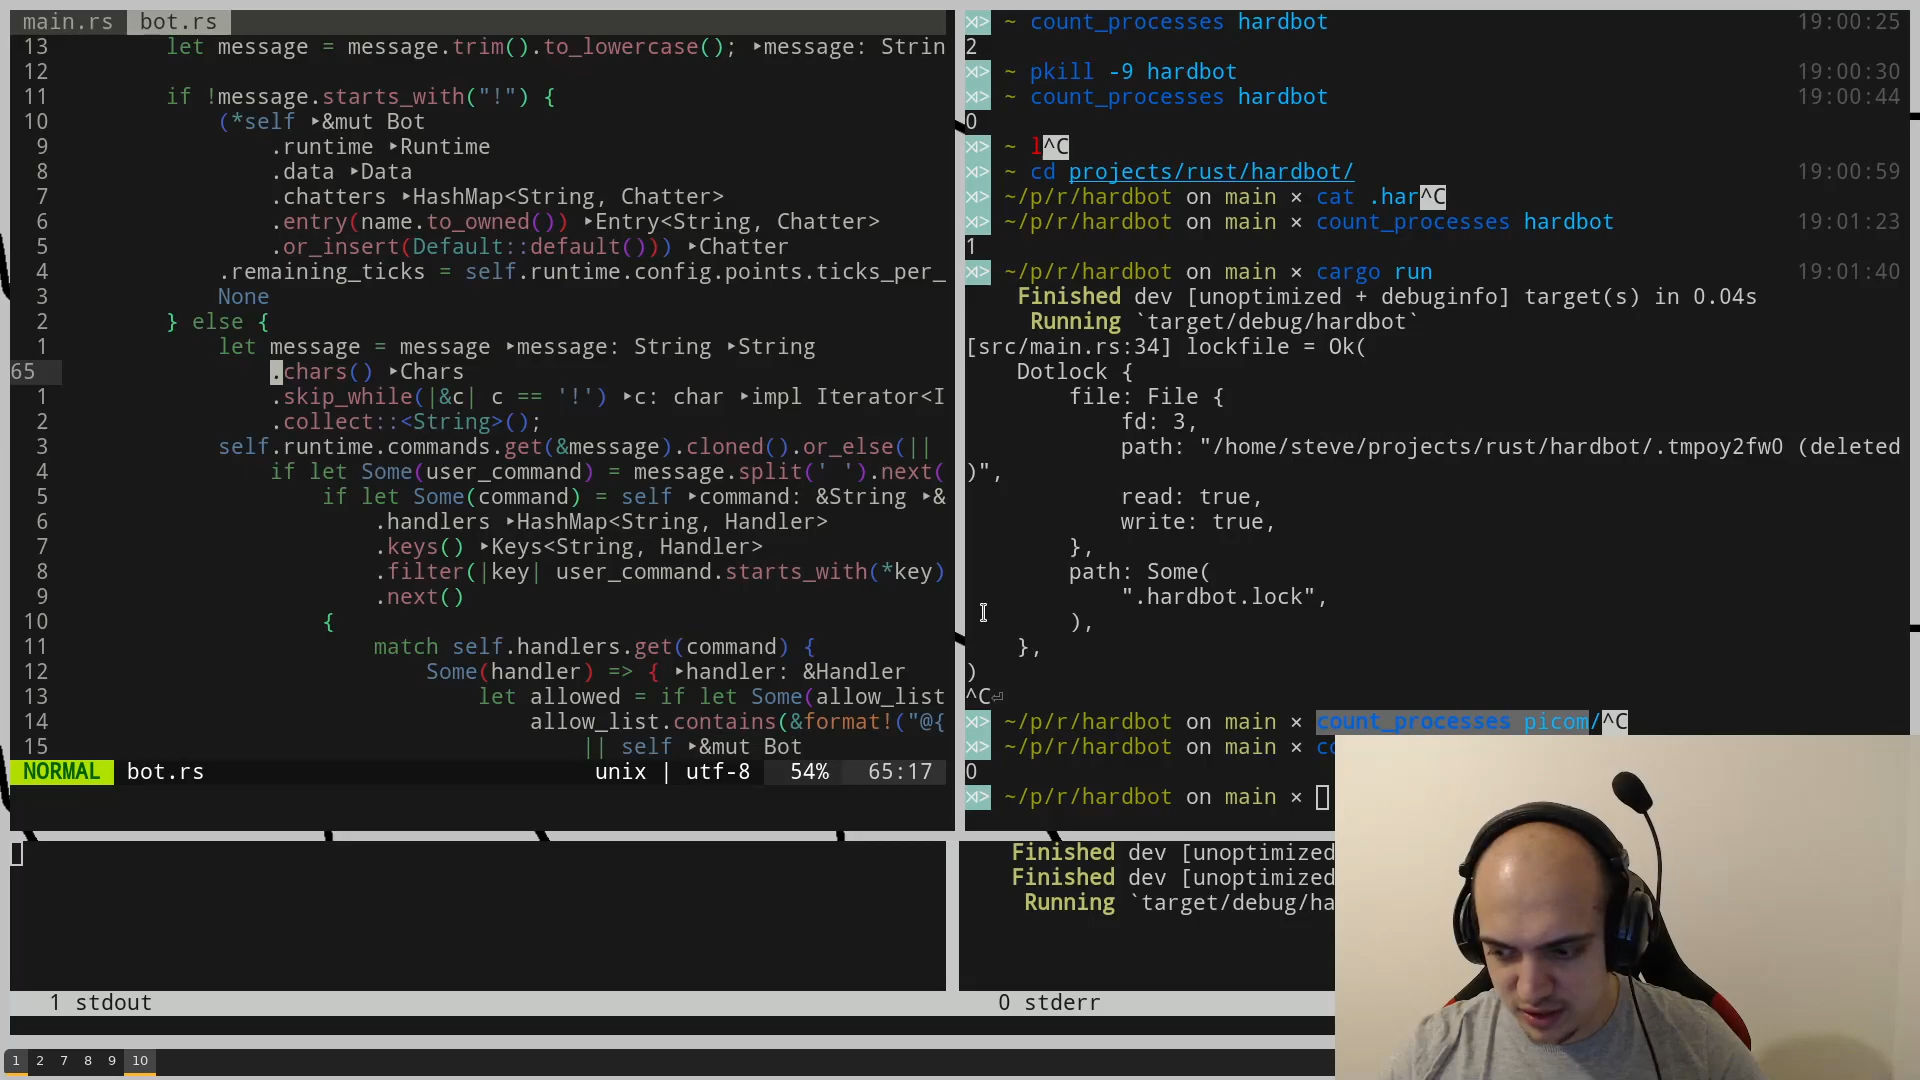 main.rs  bot.rs
13 let message = message.trim().to_lowercase(); ‣message: Strin
12
11 if !message.starts_with("!") {
10 (*self ‣&mut Bot
9 .runtime ‣Runtime
8 .data ‣Data
7 .chatters ‣HashMap<String, Chatter>
6 .entry(name.to_owned()) ‣Entry<String, Chatter>
5 .or_insert(Default::default())) ‣Chatter
4 .remaining_ticks = self.runtime.config.points.ticks_per_
3 None
2 } else {
1 let message = message ‣message: String ‣String
65 .chars() ‣Chars
1 .skip_while(|&c| c == '!') ‣c: char ‣impl Iterator<I
2 .collect::<String>();
3 self.runtime.commands.get(&message).cloned().or_else(||
4 if let Some(user_command) = message.split(' ').next(
5 if let Some(command) = self ‣command: &String ‣&
6 .handlers ‣HashMap<String, Handler>
7 .keys() ‣Keys<String, Handler>
8 .filter(|key| user_command.starts_with(*key)
9 .next()
10 {
11 match self.handlers.get(command) {
12 Some(handler) => { ‣handler: &Handler
13 let allowed = if let Some(allow_list
14 allow_list.contains(&format!("@{
15 || self ‣&mut Bot
NORMAL bot.rs unix | utf-8 54% 65:17
~ count_processes hardbot 19:00:25
2
~ pkill -9 hardbot 19:00:30
~ count_processes hardbot 19:00:44
0
~ l^C
~ cd projects/rust/hardbot/ 19:00:59
~/p/r/hardbot on main × cat .har^C
~/p/r/hardbot on main × count_processes hardbot 19:01:23
1
~/p/r/hardbot on main × cargo run 19:01:40
Finished dev [unoptimized + debuginfo] target(s) in 0.04s
Running `target/debug/hardbot`
[src/main.rs:34] lockfile = Ok(
Dotlock {
file: File {
fd: 3,
path: "/home/steve/projects/rust/hardbot/.tmpoy2fwO (deleted
)",
read: true,
write: true,
},
path: Some(
".hardbot.lock",
),
},
)
^C⏎
~/p/r/hardbot on main × count_processes picom/^C
~/p/r/hardbot on main × co
0
~/p/r/hardbot on main ×
Finished dev [unoptimized
Finished dev [unoptimized
Running `target/debug/ha
1 stdout
0 stderr
1 2 7 8 9 10